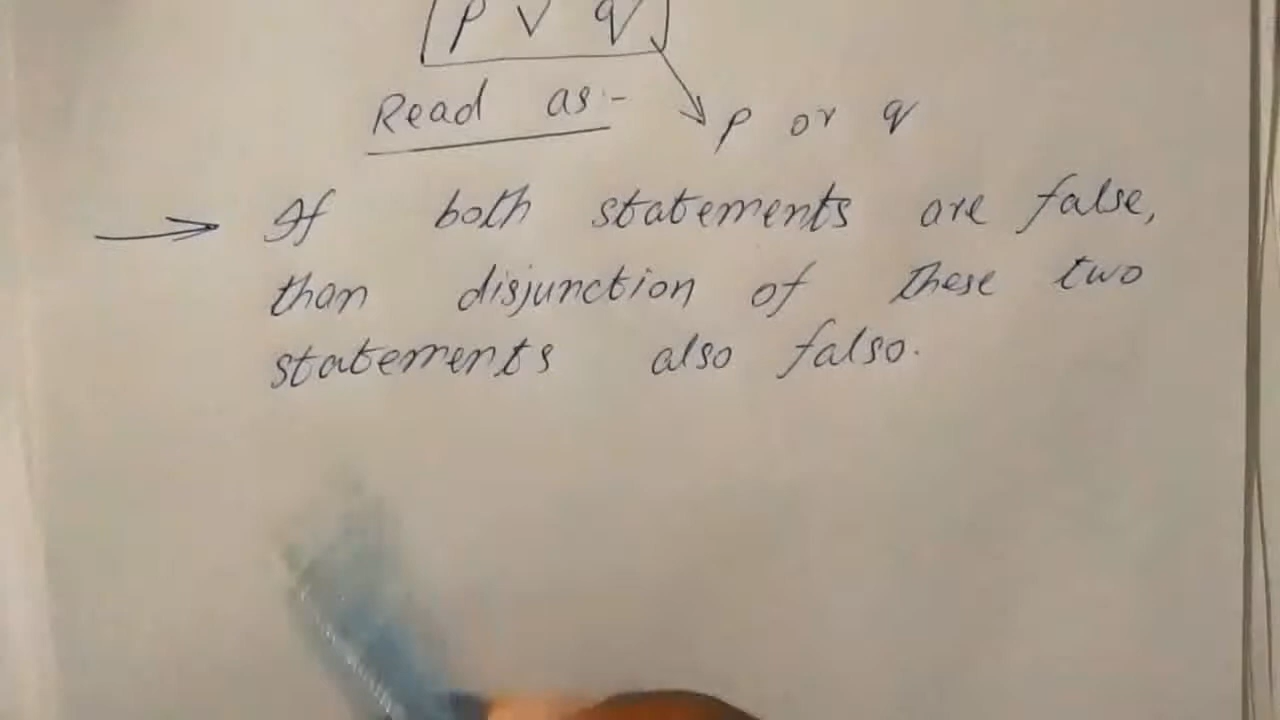 p ∨ q
Read as :-
p or q
If both statements are false,
than disjunction of these two
statements also falso.